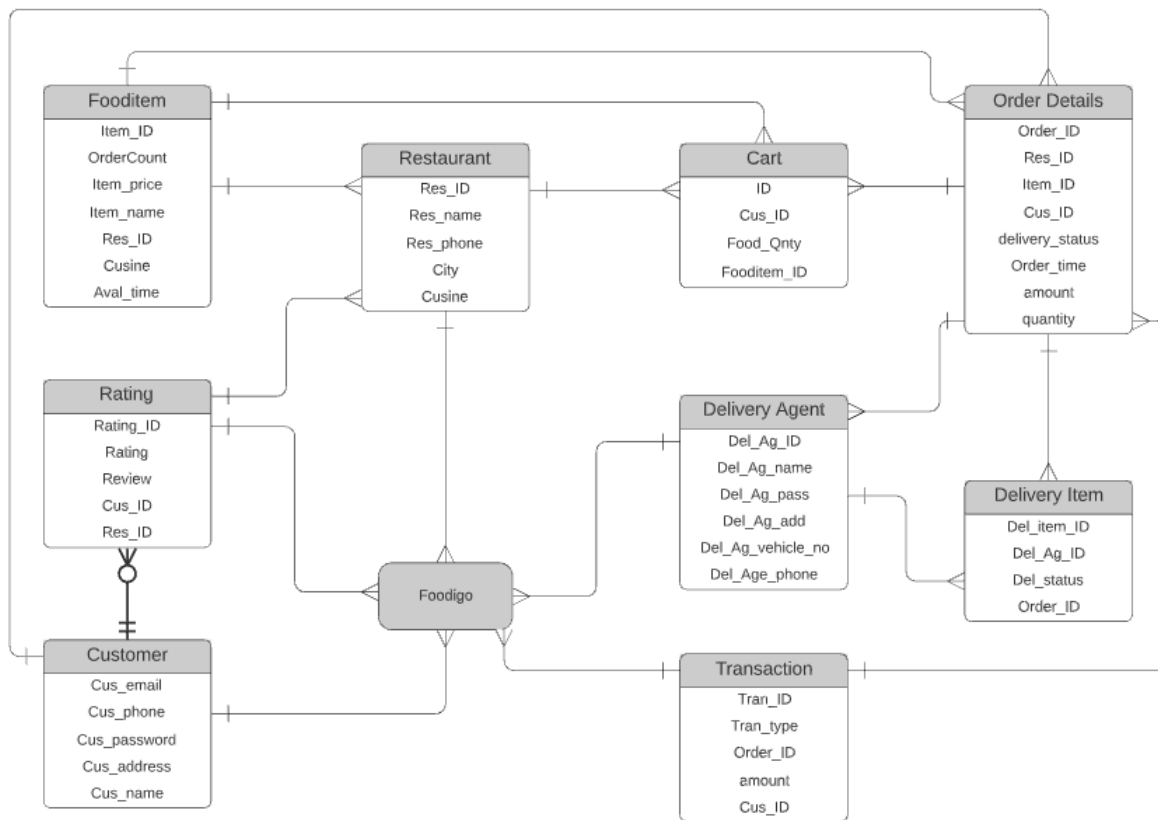 Fooditem
Item_ID
OrderCount
Item_price
Item_name
Res_ID
Cusine
Aval_time
Restaurant
Res_ID
Res_name
Res_phone
City
Cusine
Cart
ID
Cus_ID
Food_Qnty
Fooditem_ID
Order Details
Order_ID
Res_ID
Item_ID
Cus_ID
delivery_status
Order_time
amount
quantity
Rating
Rating_ID
Rating
Review
Cus_ID
Res_ID
Delivery Agent
Del_Ag_ID
Del_Ag_name
Del_Ag_pass
Del_Ag_add
Del_Ag_vehicle_no
Del_Age_phone
Delivery Item
Del_item_ID
Del_Ag_ID
Del_status
Order_ID
Foodigo
Customer
Cus_email
Cus_phone
Cus_password
Cus_address
Cus_name
Transaction
Tran_ID
Tran_type
Order_ID
amount
Cus_ID